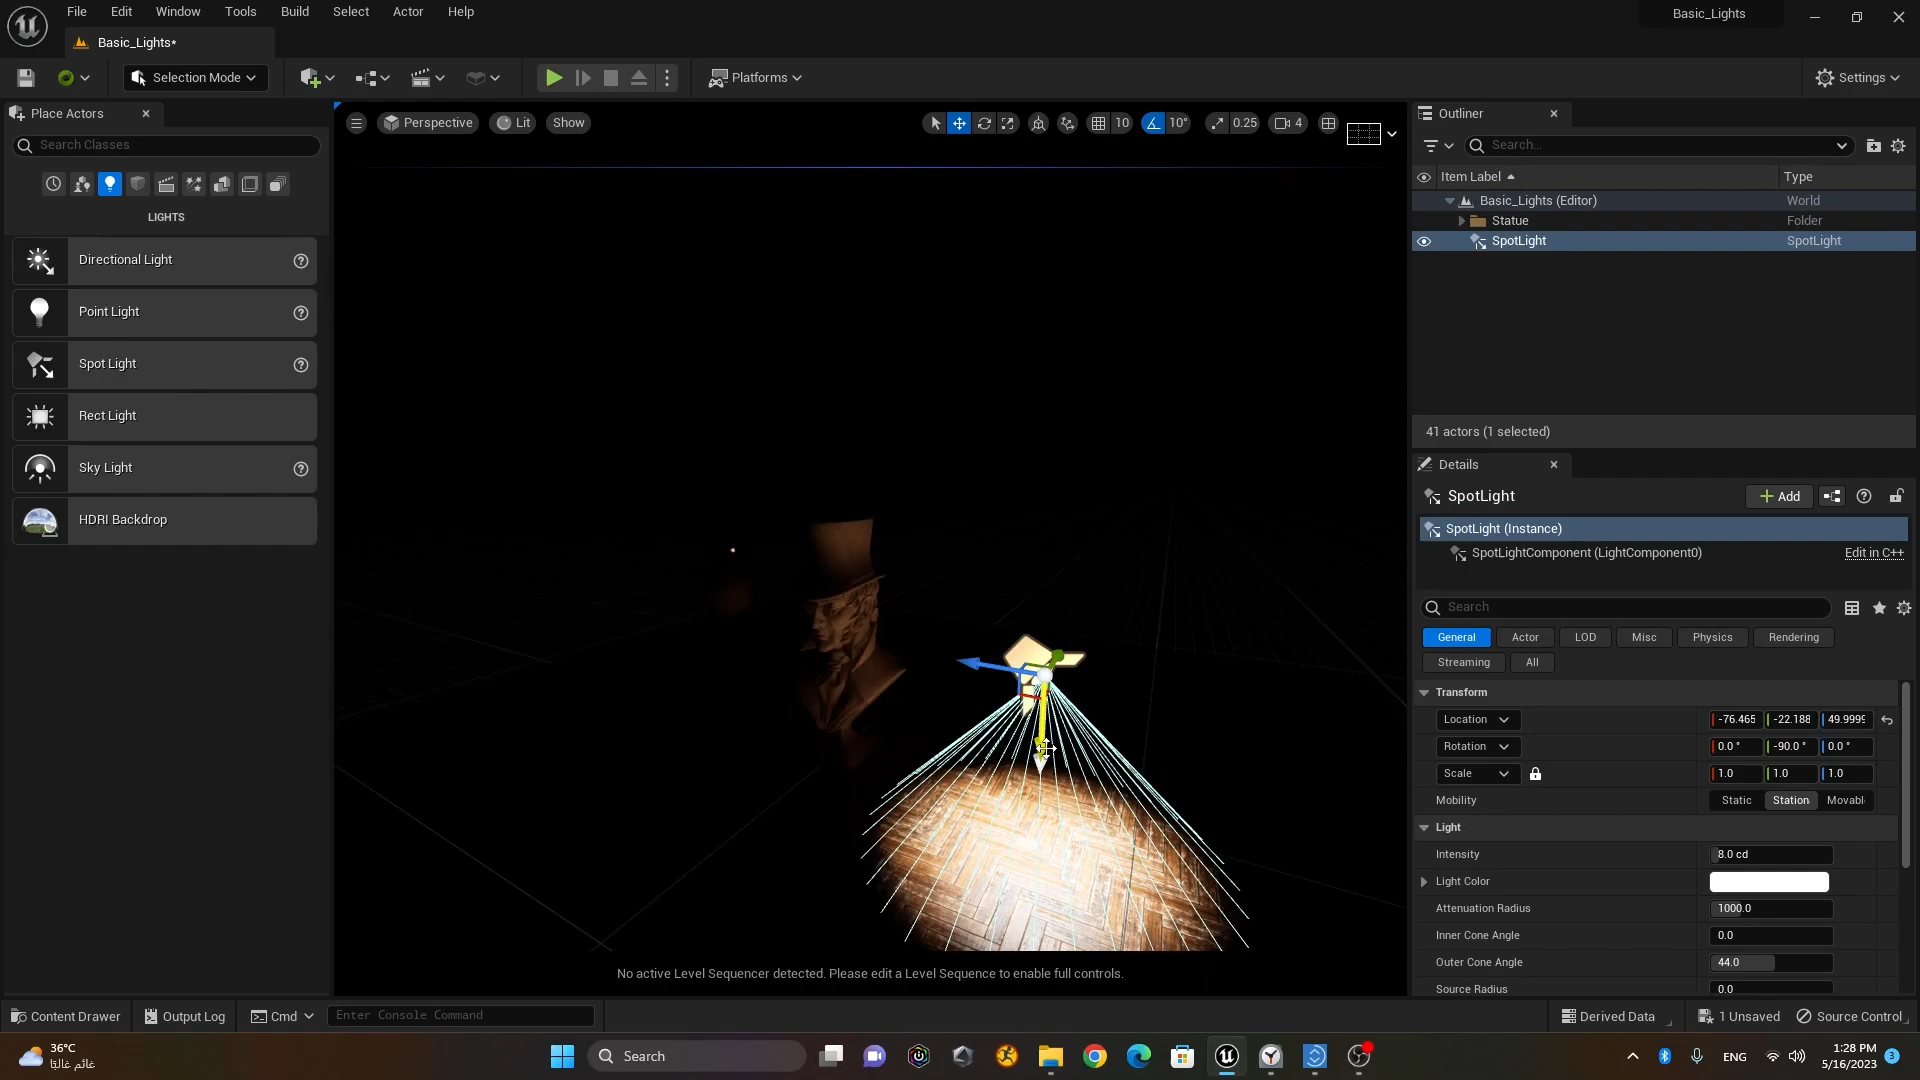 File Edit Window Tools Build Select Actor Help
Basic_Lights
Basic_Lights*
Selection Mode
Platforms
Settings
Place Actors
Search Classes
LIGHTS
Directional Light
Point Light
Spot Light
Rect Light
Sky Light
HDRI Backdrop
Perspective Lit Show
10 10° 0.25 4
No active Level Sequencer detected. Please edit a Level Sequence to enable full controls.
Outliner
Search...
Item Label Type
Basic_Lights (Editor) World
Statue Folder
SpotLight SpotLight
41 actors (1 selected)
Details
SpotLight
Add
SpotLight (Instance)
SpotLightComponent (LightComponent0) Edit in C++
Search
General Actor LOD Misc Physics Rendering
Streaming All
Transform
Location -76.465 -22.188 49.9999
Rotation 0.0 ° -90.0 ° 0.0 °
Scale 1.0 1.0 1.0
Mobility Static Station Movabl
Light
Intensity 8.0 cd
Light Color
Attenuation Radius 1000.0
Inner Cone Angle 0.0
Outer Cone Angle 44.0
Source Radius 0.0
Content Drawer Output Log Cmd Enter Console Command Derived Data 1 Unsaved Source Control
36°C
غائم غالبًا
Search
ENG
1:28 PM
5/16/2023
3